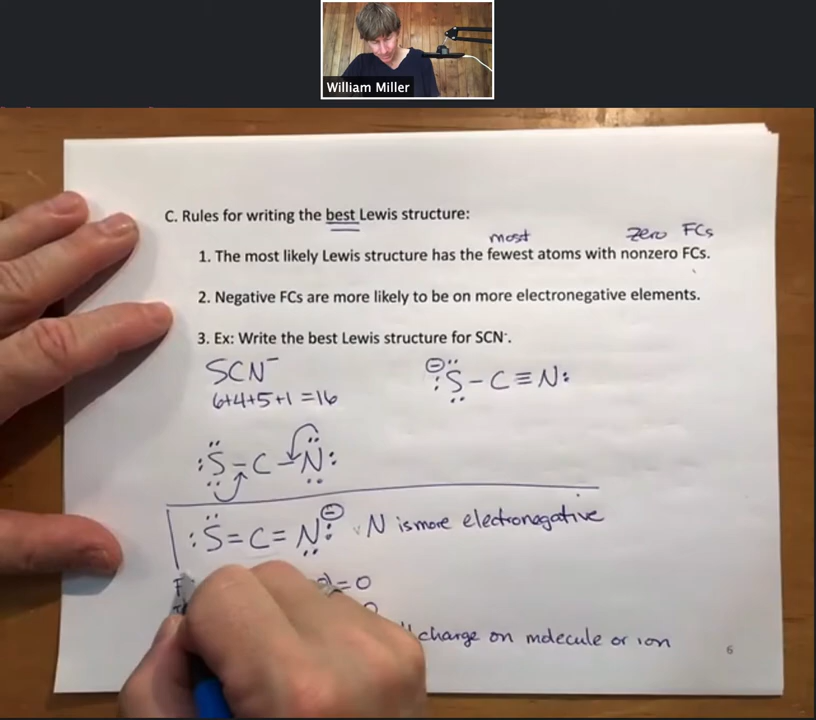 William Miller
C. Rules for writing the best Lewis structure:
most zero FCs
1. The most likely Lewis structure has the fewest atoms with nonzero FCs.
2. Negative FCs are more likely to be on more electronegative elements.
3. Ex: Write the best Lewis structure for SCN⁻.
SCN⁻
6+4+5+1=16
⊖:S̈-C≡N:
:S̈-C-N̈:
:S̈=C=N̈:⊖ N is more electronegative
=0
charge on molecule or ion
6